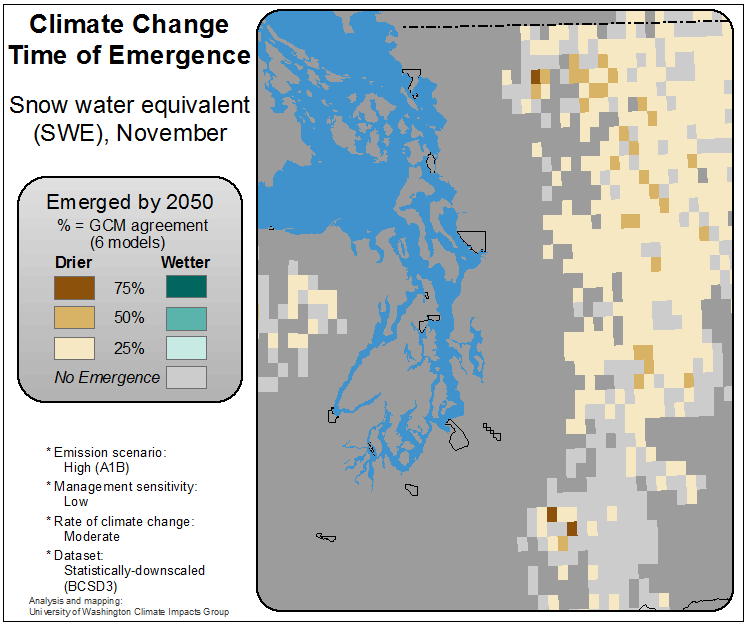 Climate Change
Time of Emergence
Snow water equivalent
(SWE), November
Emerged by 2050
% = GCM agreement
(6 models)
Drier Wetter
75%
50%
25%
No Emergence
* Emission scenario:
High (A1B)
* Management sensitivity:
Low
* Rate of climate change:
Moderate
* Dataset:
Statistically-downscaled
(BCSD3)
Analysis and mapping:
University of Washington Climate Impacts Group